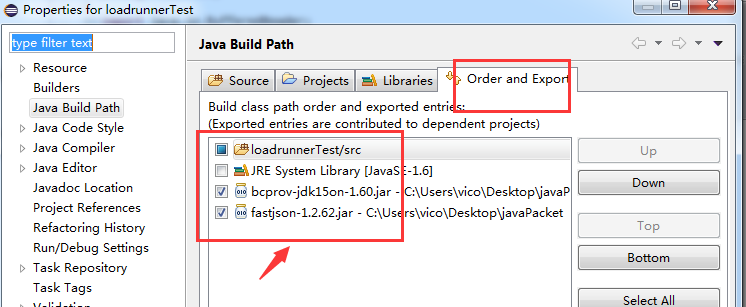 Properties for loadrunnerTest
type filter text
Resource
Builders
Java Build Path
Java Code Style
Java Compiler
Java Editor
Javadoc Location
Project References
Refactoring History
Run/Debug Settings
Task Repository
Task Tags
Validation
Java Build Path
Source
Projects
Libraries
Order and Export
Build class path order and exported entries:
(Exported entries are contributed to dependent projects)
loadrunnerTest/src
JRE System Library [JavaSE-1.6]
bcprov-jdk15on-1.60.jar - C:\Users\vico\Desktop\javaP
fastjson-1.2.62.jar - C:\Users\vico\Desktop\javaPacket
Up
Down
Top
Bottom
Select All